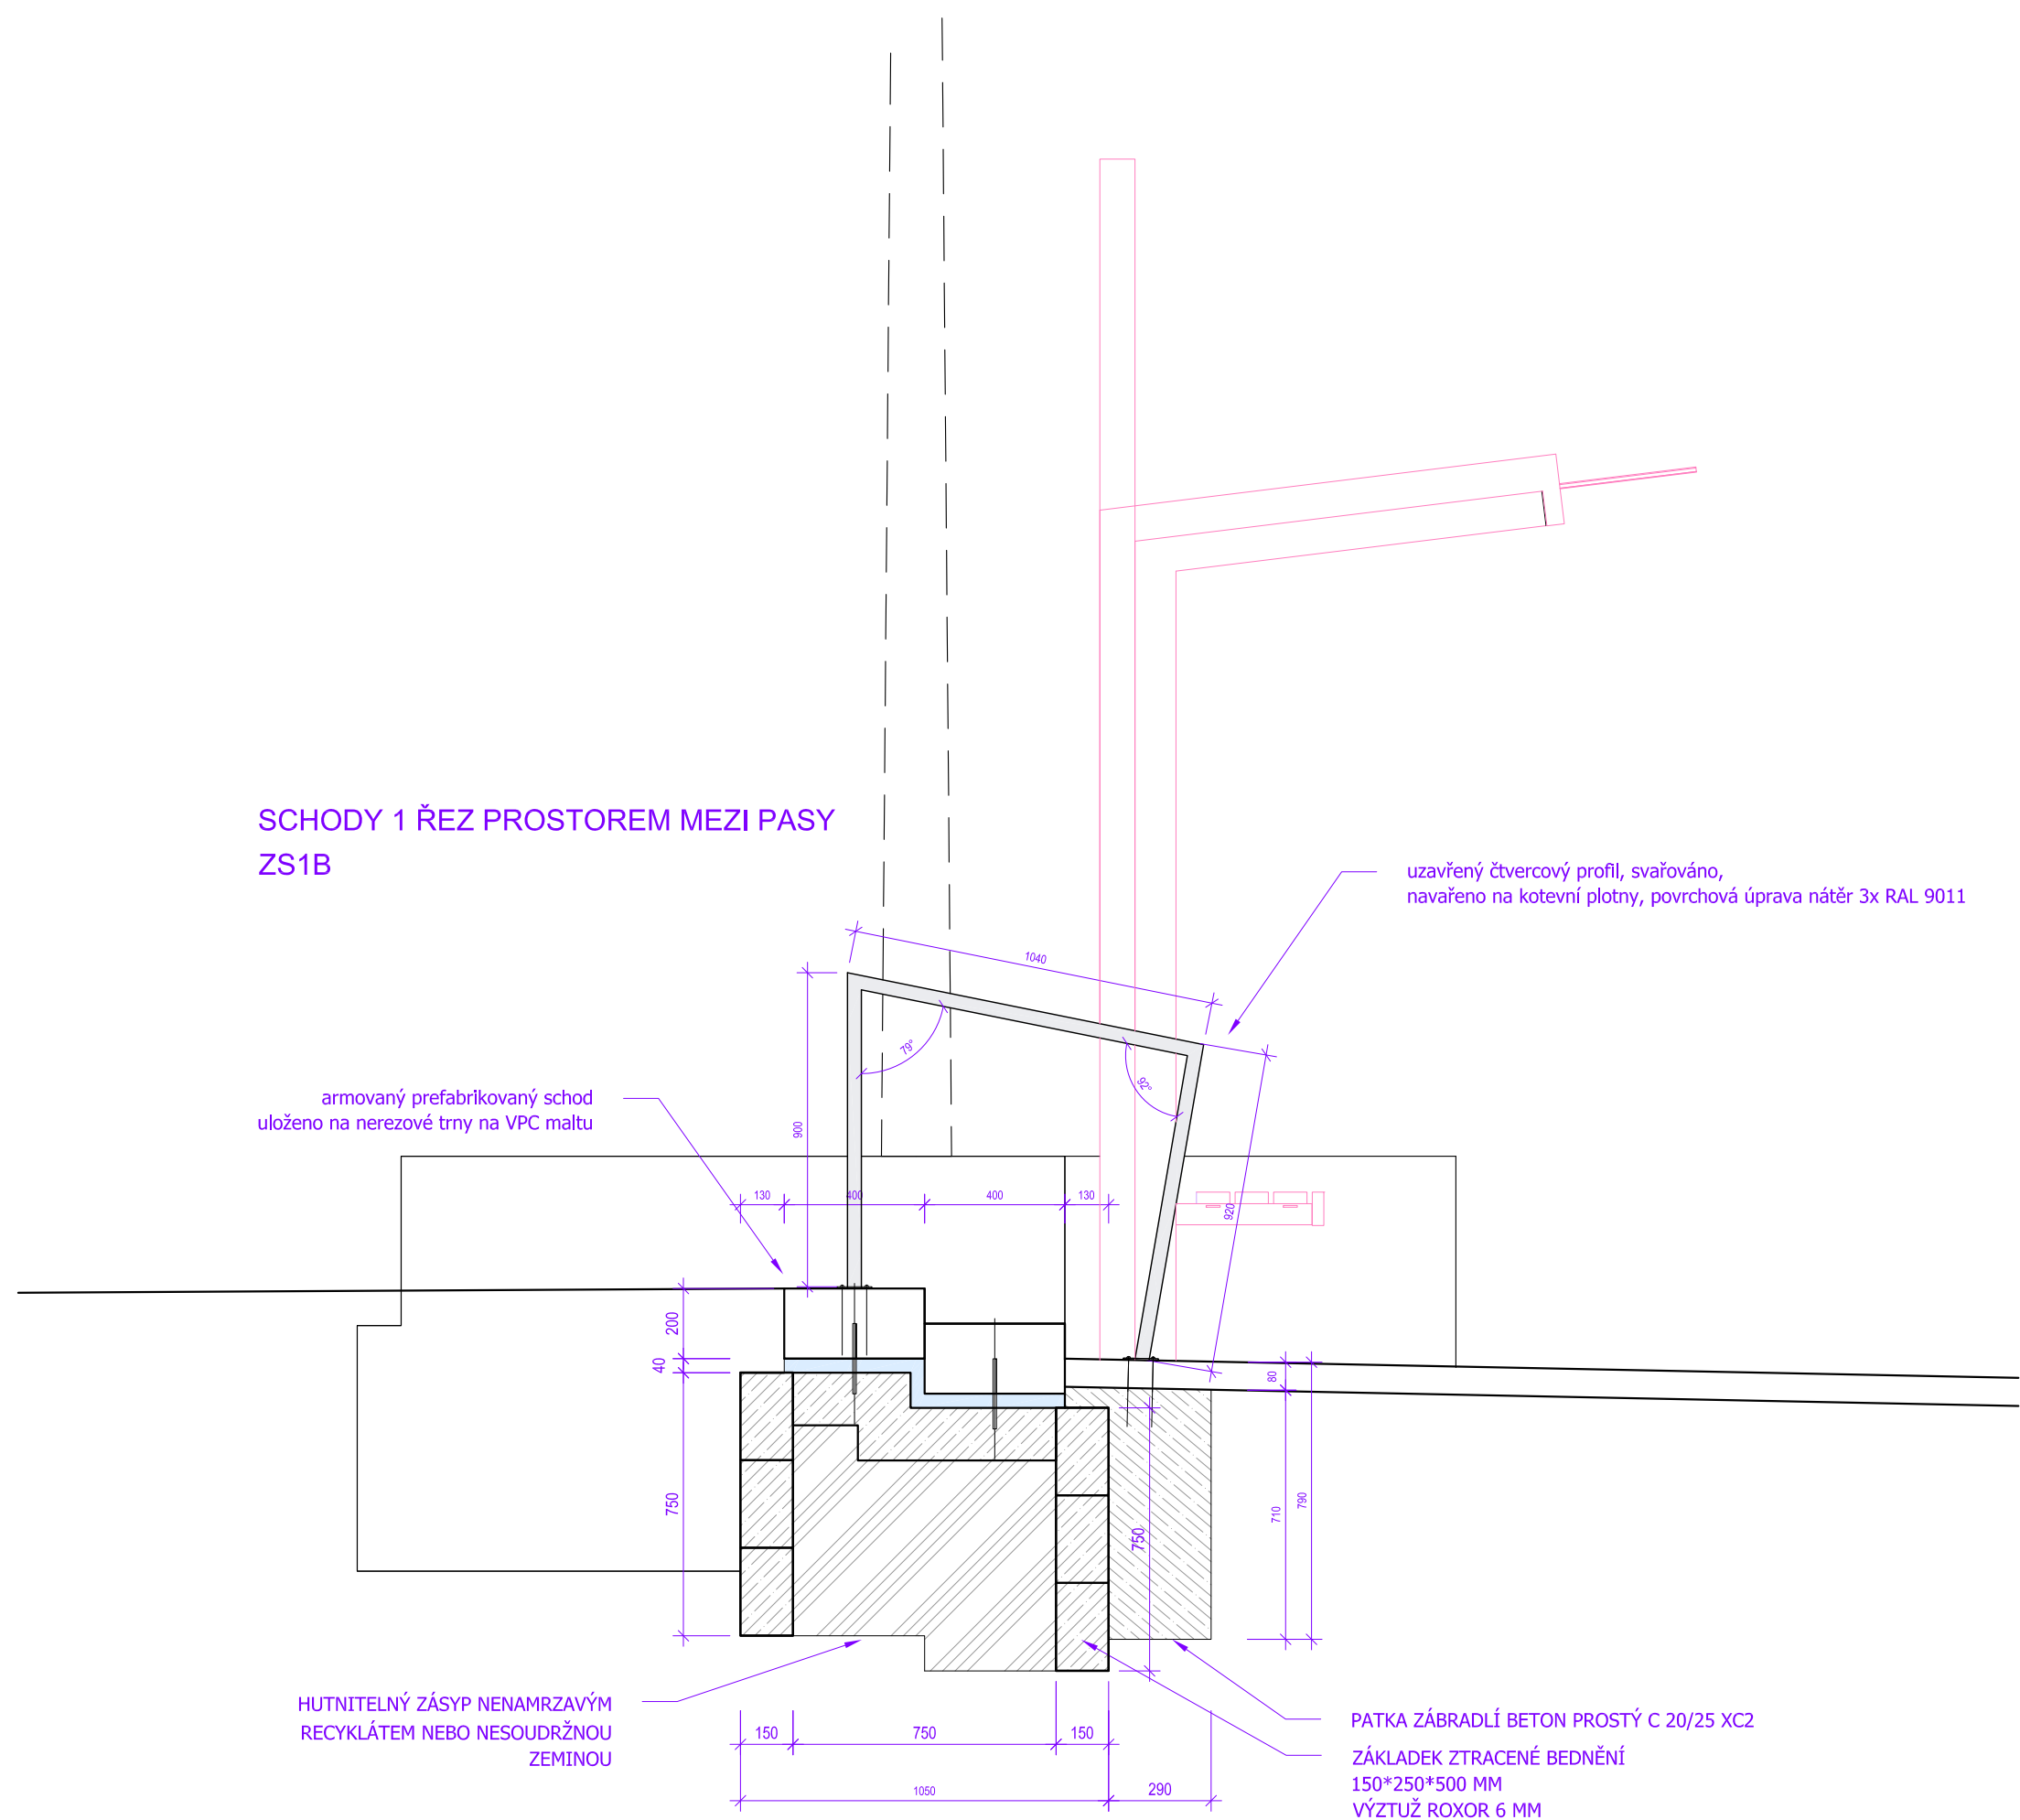 SCHODY 1 ŘEZ PROSTOREM MEZI PASY
ZS1B
uzavřený čtvercový profil, svařováno,
navařeno na kotevní plotny, povrchová úprava nátěr 3x RAL 9011
1040
79°
92°
armovaný prefabrikovaný schod
uloženo na nerezové trny na VPC maltu
900
920
130
400
400
130
200
40
750
80
710
790
750
HUTNITELNÝ ZÁSYP NENAMRZAVÝM
RECYKLÁTEM NEBO NESOUDRŽNOU
ZEMINOU
150
750
150
1050
290
PATKA ZÁBRADLÍ BETON PROSTÝ C 20/25 XC2
ZÁKLADEK ZTRACENÉ BEDNĚNÍ
150*250*500 MM
VÝZTUŽ ROXOR 6 MM